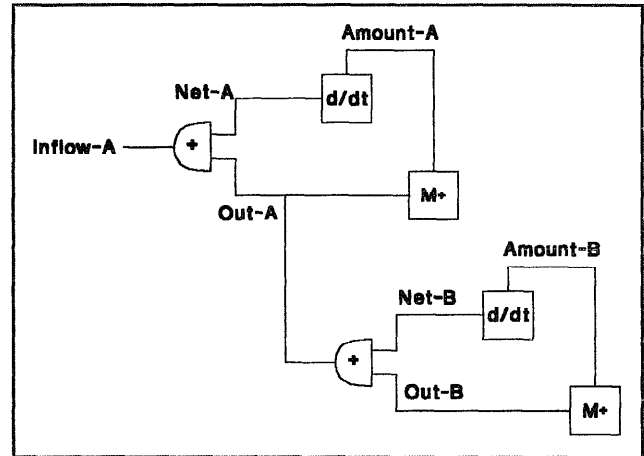 Amount-A
Net-A
d/dt
Inflow-A
+
M+
Out-A
Amount-B
Net-B
d/dt
+
Out-B
M+